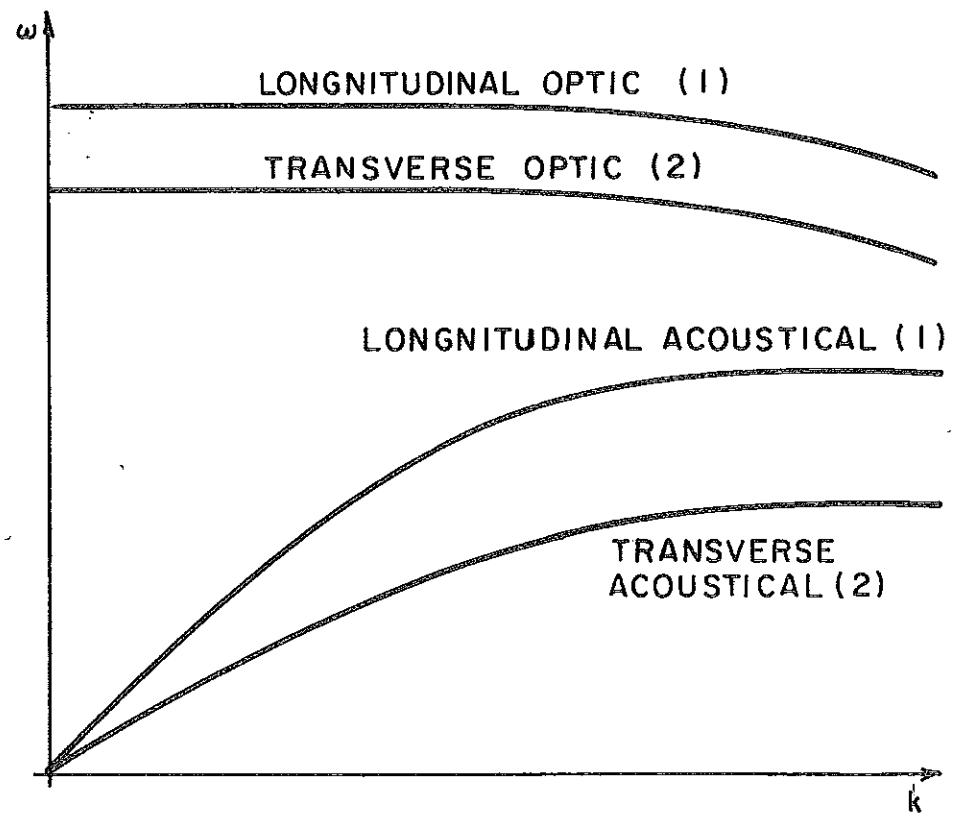 ω
LONGNITUDINAL OPTIC (1)
TRANSVERSE OPTIC (2)
LONGNITUDINAL ACOUSTICAL (1)
TRANSVERSE
ACOUSTICAL (2)
k